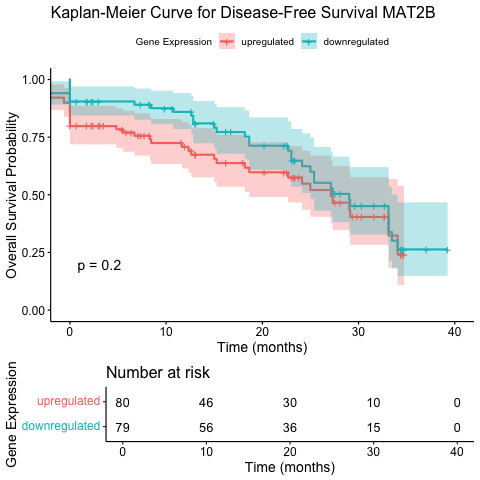 Kaplan-Meier Curve for Disease-Free Survival MAT2B
Gene Expression upregulated downregulated
1.00
0.75
0.50
0.25
0.00
Overall Survival Probability
p = 0.2
0 10 20 30 40
Time (months)
Number at risk
Gene Expression
upregulated 80 46 30 10 0
downregulated 79 56 36 15 0
0 10 20 30 40
Time (months)